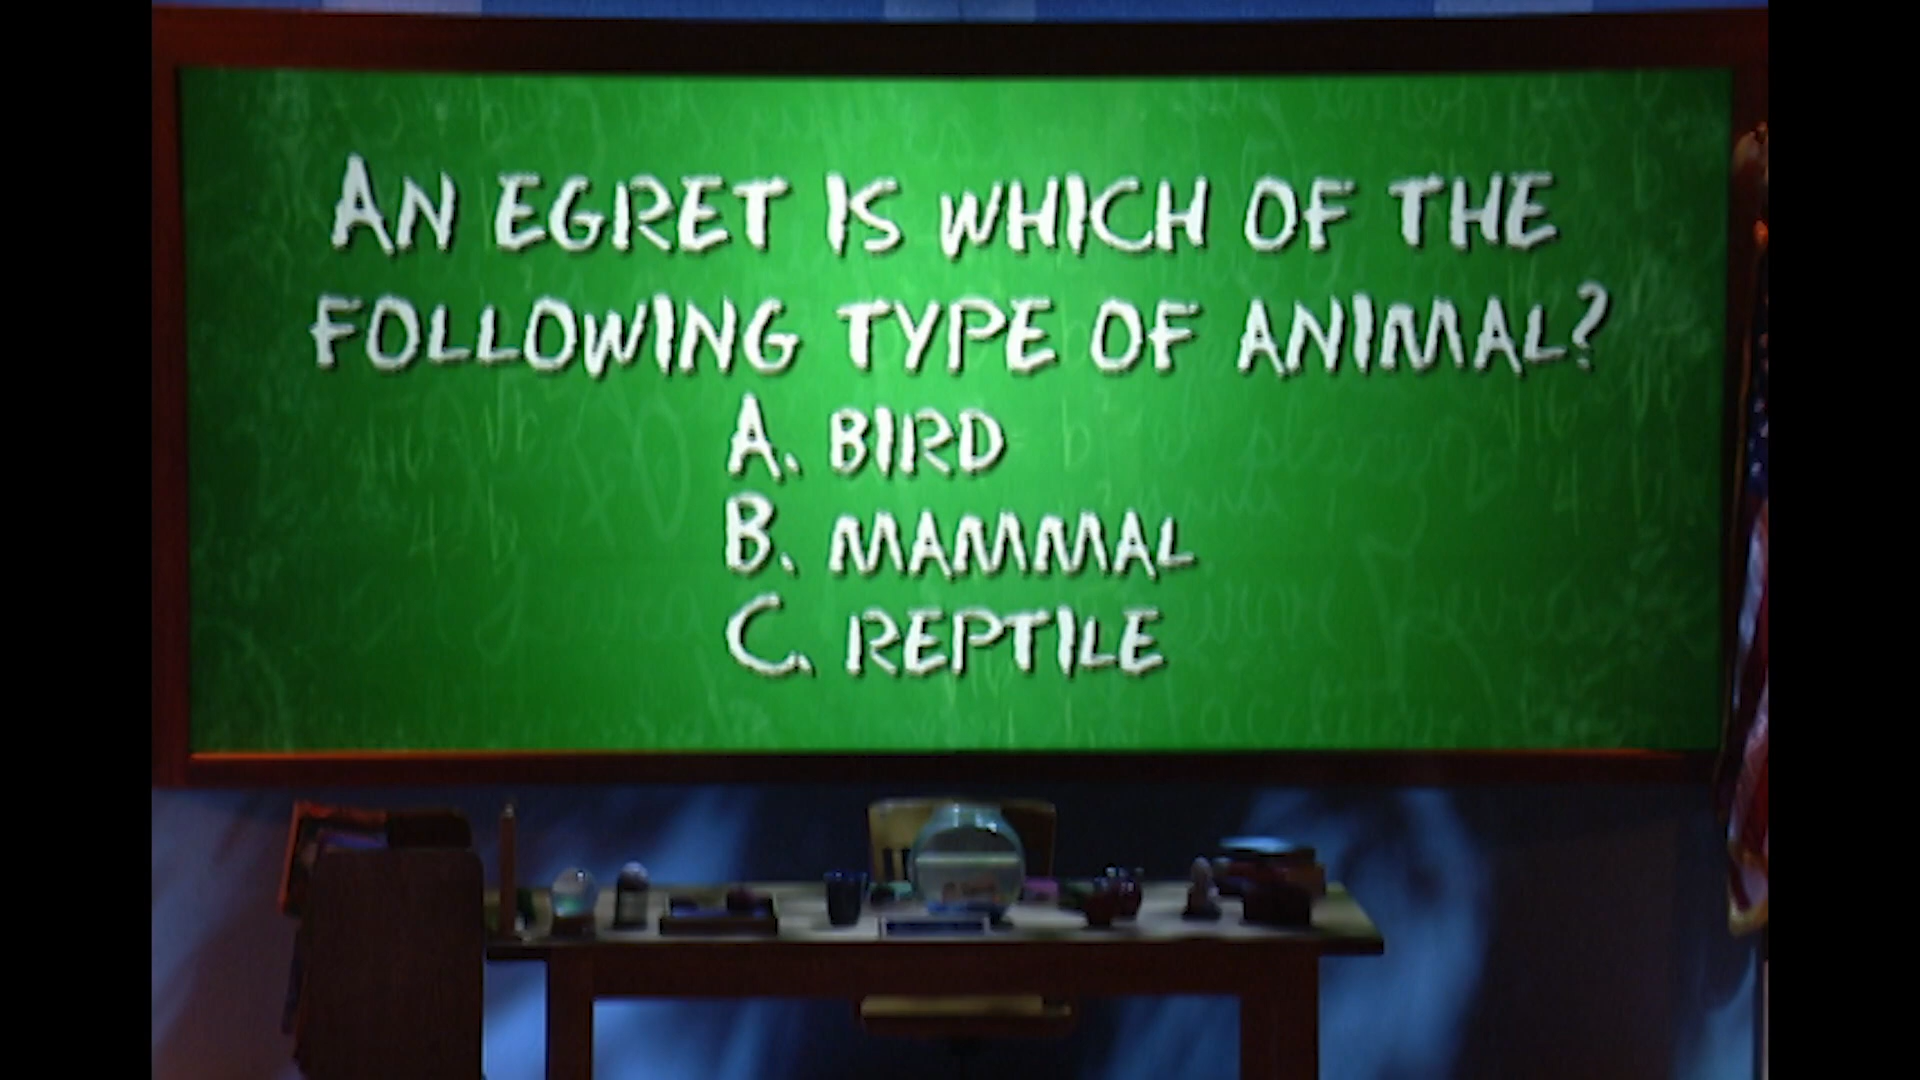 AN EGRET IS WHICH OF THE
FOLLOWING TYPE OF ANIMAL?
A. BIRD
B. MAMMAL
C. REPTILE